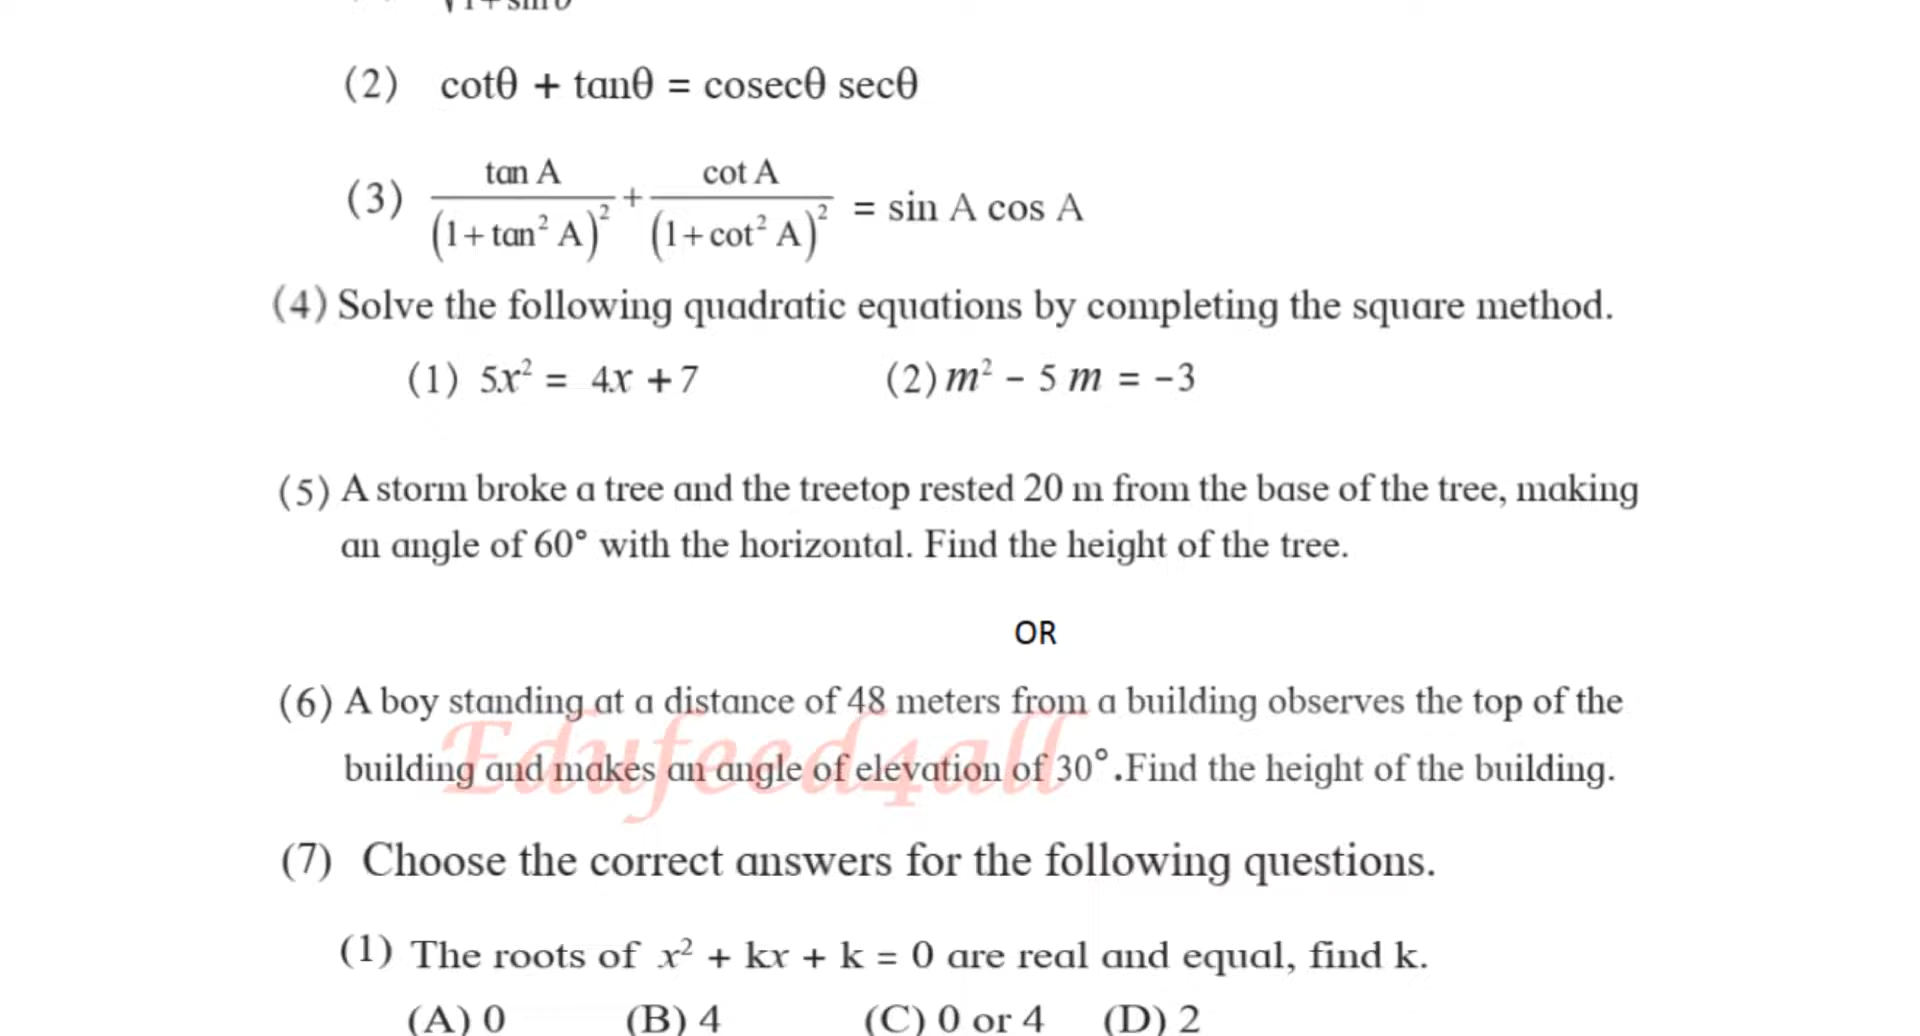 (2) cotθ + tanθ = cosecθ secθ
(3) tan A / (1+tan² A)² + cot A / (1+cot² A)² = sin A cos A
(4) Solve the following quadratic equations by completing the square method.
(1) 5x² = 4x +7 (2) m² − 5 m = −3
(5) A storm broke a tree and the treetop rested 20 m from the base of the tree, making
an angle of 60° with the horizontal. Find the height of the tree.
OR
(6) A boy standing at a distance of 48 meters from a building observes the top of the
building and makes an angle of elevation of 30°.Find the height of the building.
Edufeed4all
(7) Choose the correct answers for the following questions.
(1) The roots of x² + kx + k = 0 are real and equal, find k.
(A) 0 (B) 4 (C) 0 or 4 (D) 2